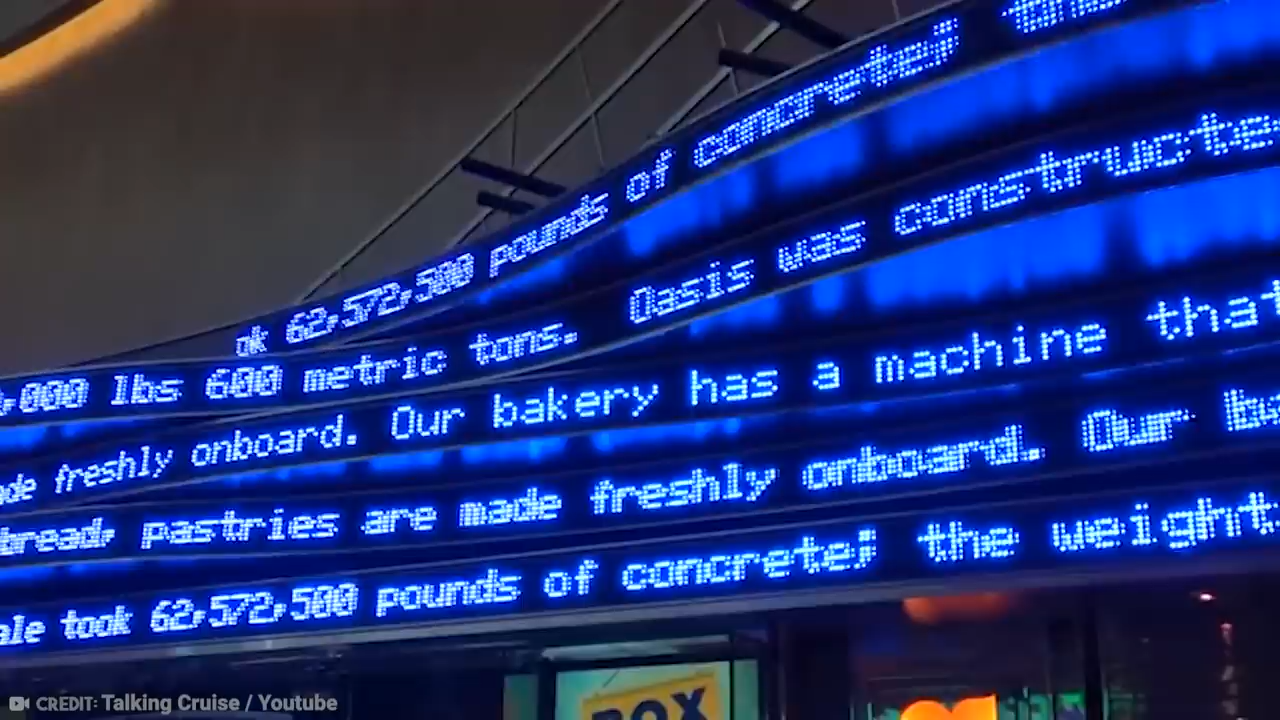 ok 62,572,500 pounds of concrete; the
,000 lbs 600 metric tons. Oasis was constructe
de freshly onboard. Our bakery has a machine that
bread, pastries are made freshly onboard. Our b
ale took 62,572,500 pounds of concrete; the weight
BOX
CREDIT: Talking Cruise / Youtube